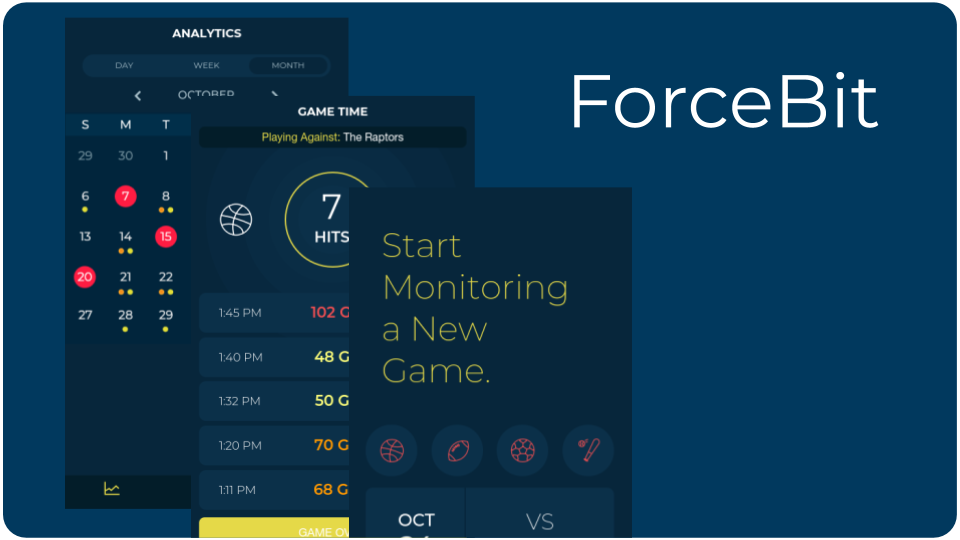 ANALYTICS
DAY WEEK MONTH
OCTOBER
S M T
29 30 1
6 7 8
13 14 15
20 21 22
27 28 29
GAME TIME
Playing Against: The Raptors
7
HITS
1:45 PM 102 G
1:40 PM 48 G
1:32 PM 50 G
1:20 PM 70 G
1:11 PM 68 G
GAME OV
Start
Monitoring
a New
Game.
OCT
VS
ForceBit